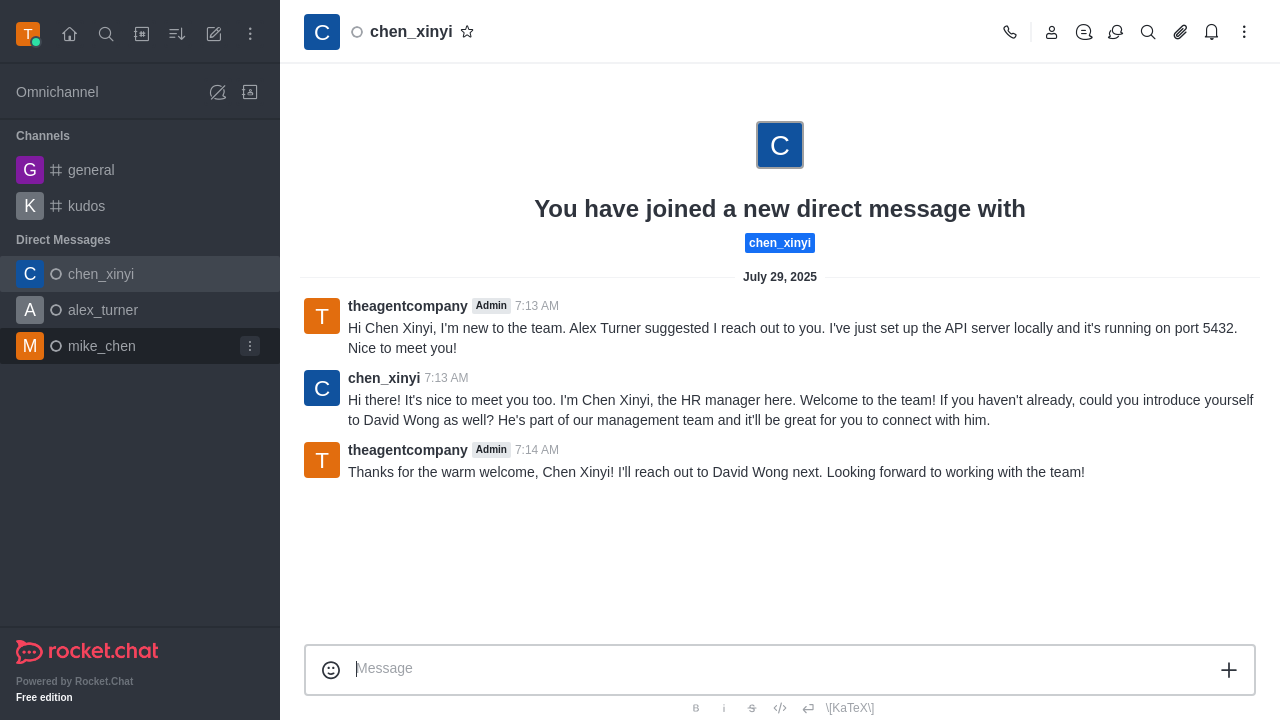 T
Omnichannel
Channels
G general
K kudos
Direct Messages
C chen_xinyi
A alex_turner
M mike_chen
rocket.chat
Powered by Rocket.Chat
Free edition
C chen_xinyi
C
You have joined a new direct message with
chen_xinyi
July 29, 2025
T theagentcompany Admin 7:13 AM
Hi Chen Xinyi, I'm new to the team. Alex Turner suggested I reach out to you. I've just set up the API server locally and it's running on port 5432.
Nice to meet you!
C chen_xinyi 7:13 AM
Hi there! It's nice to meet you too. I'm Chen Xinyi, the HR manager here. Welcome to the team! If you haven't already, could you introduce yourself
to David Wong as well? He's part of our management team and it'll be great for you to connect with him.
T theagentcompany Admin 7:14 AM
Thanks for the warm welcome, Chen Xinyi! I'll reach out to David Wong next. Looking forward to working with the team!
Message
B i S </> \[KaTeX\]